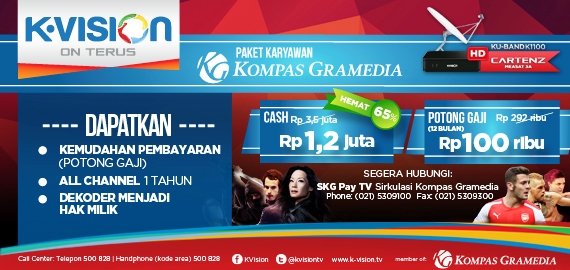 K-VISION
ON TERUS
PAKET KARYAWAN
KOMPAS GRAMEDIA
KU-BAND K1100
HD CARTENZ
MEASAT 3A
---- DAPATKAN ----
KEMUDAHAN PEMBAYARAN
(POTONG GAJI)
ALL CHANNEL 1 TAHUN
DEKODER MENJADI
HAK MILIK
CASH Rp 3,5 juta
HEMAT 65%
Rp 1,2 juta
POTONG GAJI Rp 292 ribu
(12 BULAN)
Rp 100 ribu
SEGERA HUBUNGI:
SKG Pay TV Sirkulasi Kompas Gramedia
Phone: (021) 5309100 Fax: (021) 5309300
Call Center: Telepon 500 828 | Handphone (kode area) 500 828
KVision
@kvisiontv
www.k-vision.tv
member of: KOMPAS GRAMEDIA